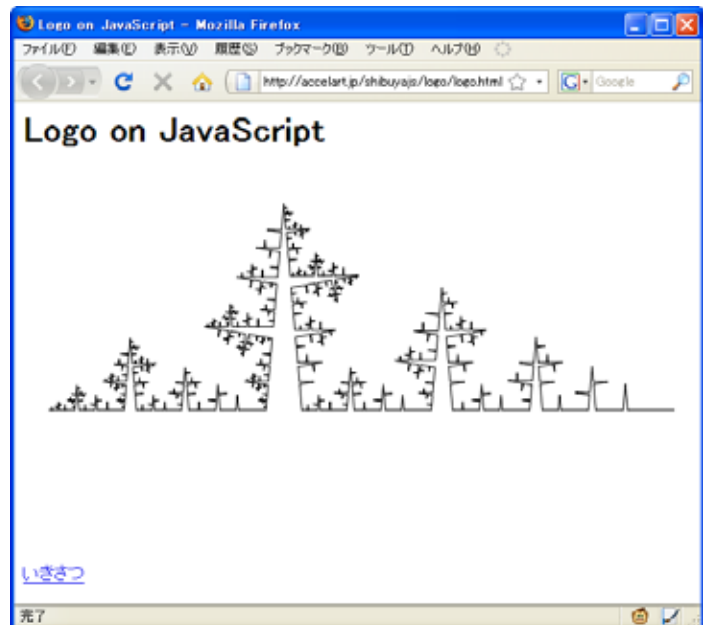 Logo on JavaScript - Mozilla Firefox
ファイル(F) 編集(E) 表示(V) 履歴(S) ブックマーク(B) ツール(T) ヘルプ(H)
http://accelart.jp/shibuyajs/logo/logo.html G Google
Logo on JavaScript
いきさつ
完了